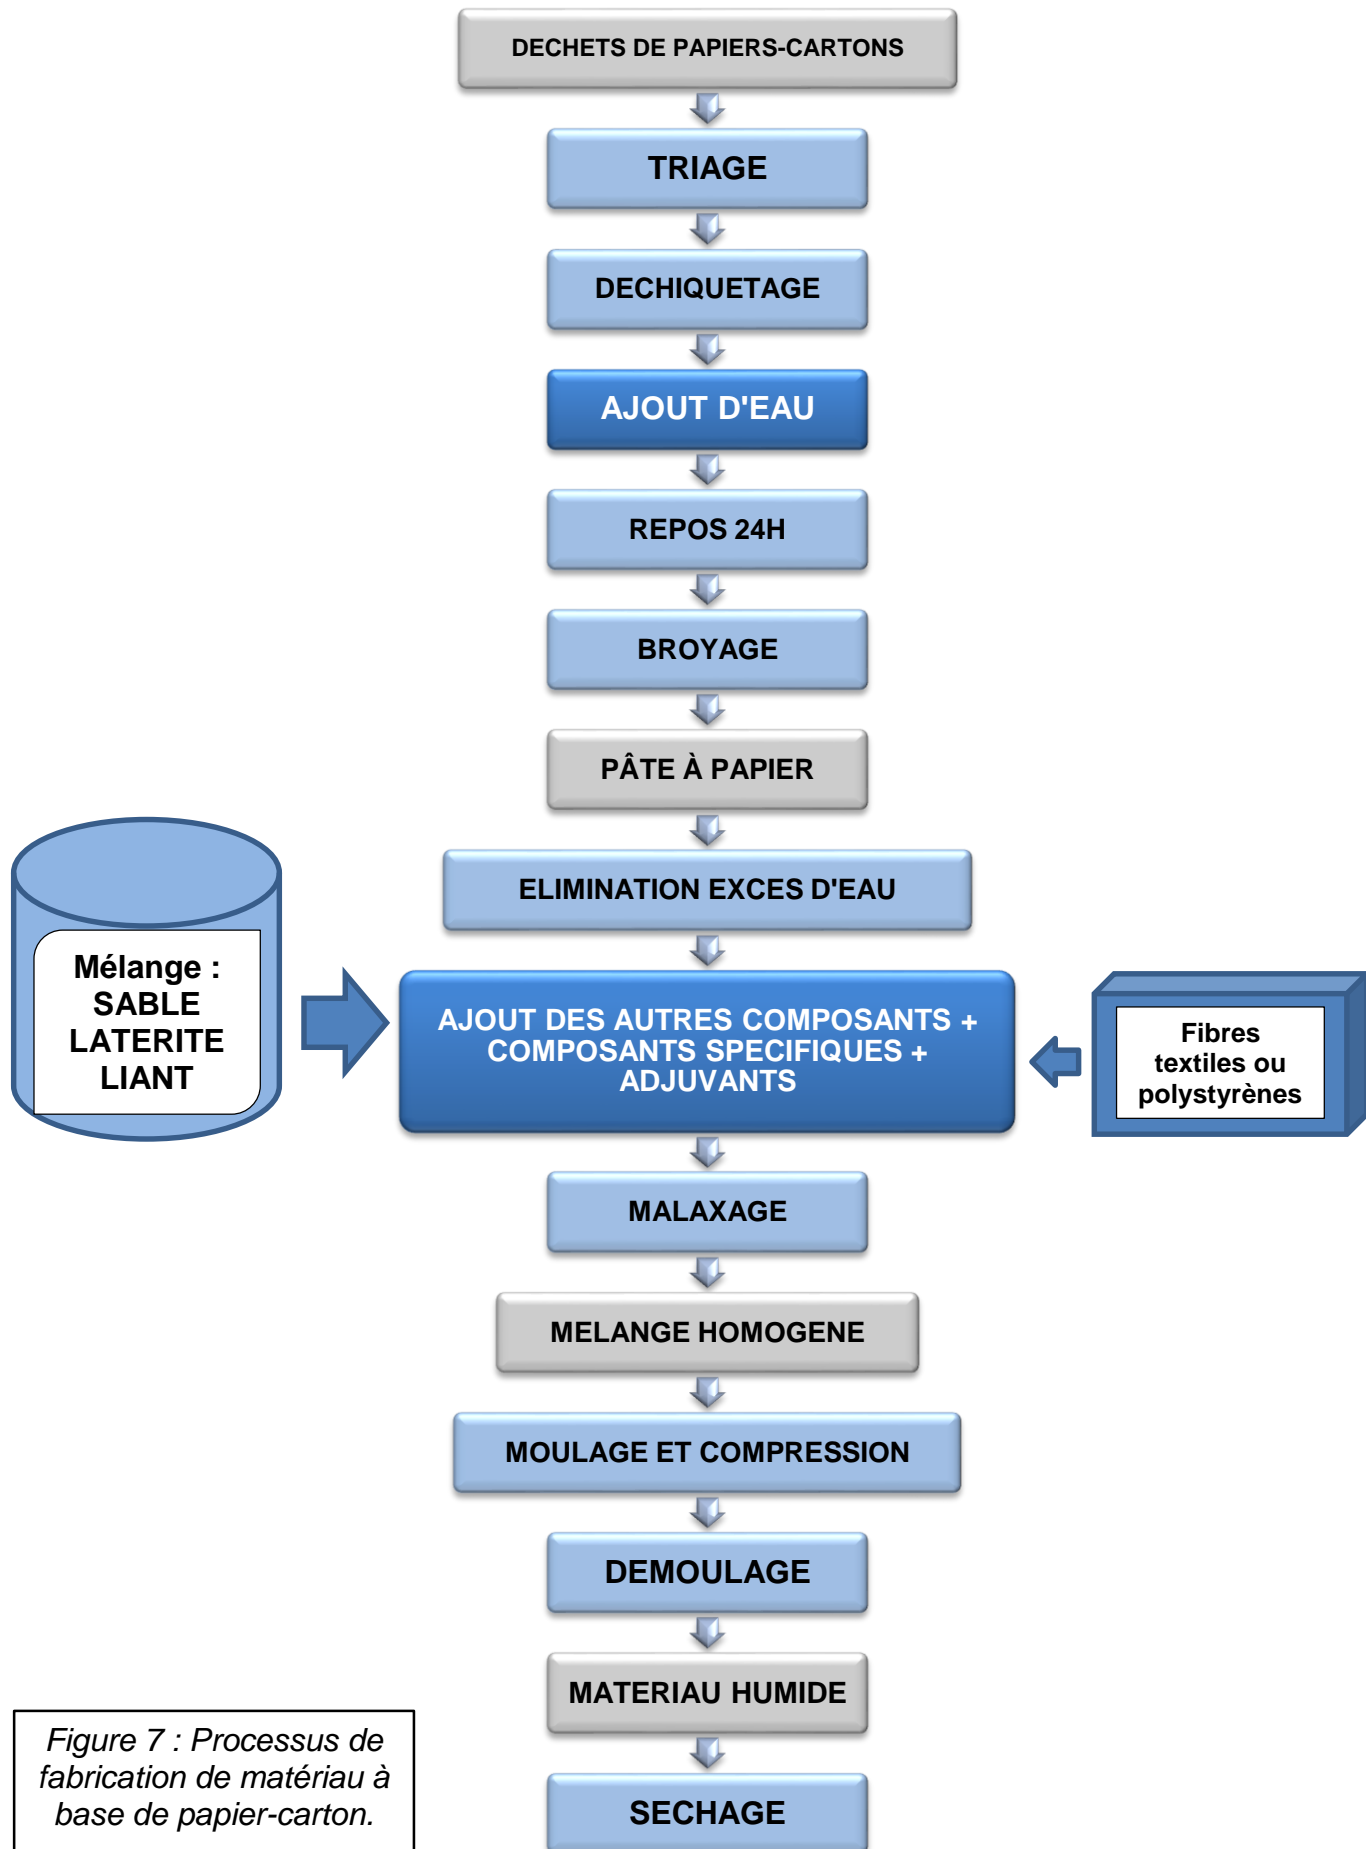 DECHETS DE PAPIERS-CARTONS
TRIAGE
DECHIQUETAGE
AJOUT D'EAU
REPOS 24H
BROYAGE
PÂTE À PAPIER
ELIMINATION EXCES D'EAU
Mélange :
SABLE
LATERITE
LIANT
AJOUT DES AUTRES COMPOSANTS +
COMPOSANTS SPECIFIQUES +
ADJUVANTS
Fibres
textiles ou
polystyrènes
MALAXAGE
MELANGE HOMOGENE
MOULAGE ET COMPRESSION
DEMOULAGE
MATERIAU HUMIDE
SECHAGE
Figure 7 : Processus de
fabrication de matériau à
base de papier-carton.